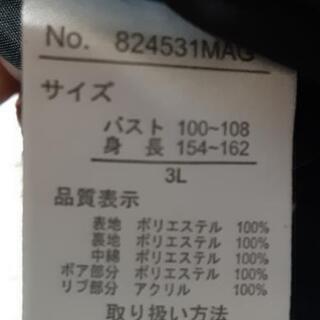 No. 824531MAG
サイズ
バスト 100~108
身 長 154~162
3L
品質表示
表地 ポリエステル 100%
裏地 ポリエステル 100%
中綿 ポリエステル 100%
ボア部分 ポリエステル 100%
リブ部分 アクリル 100%
取り扱い方法